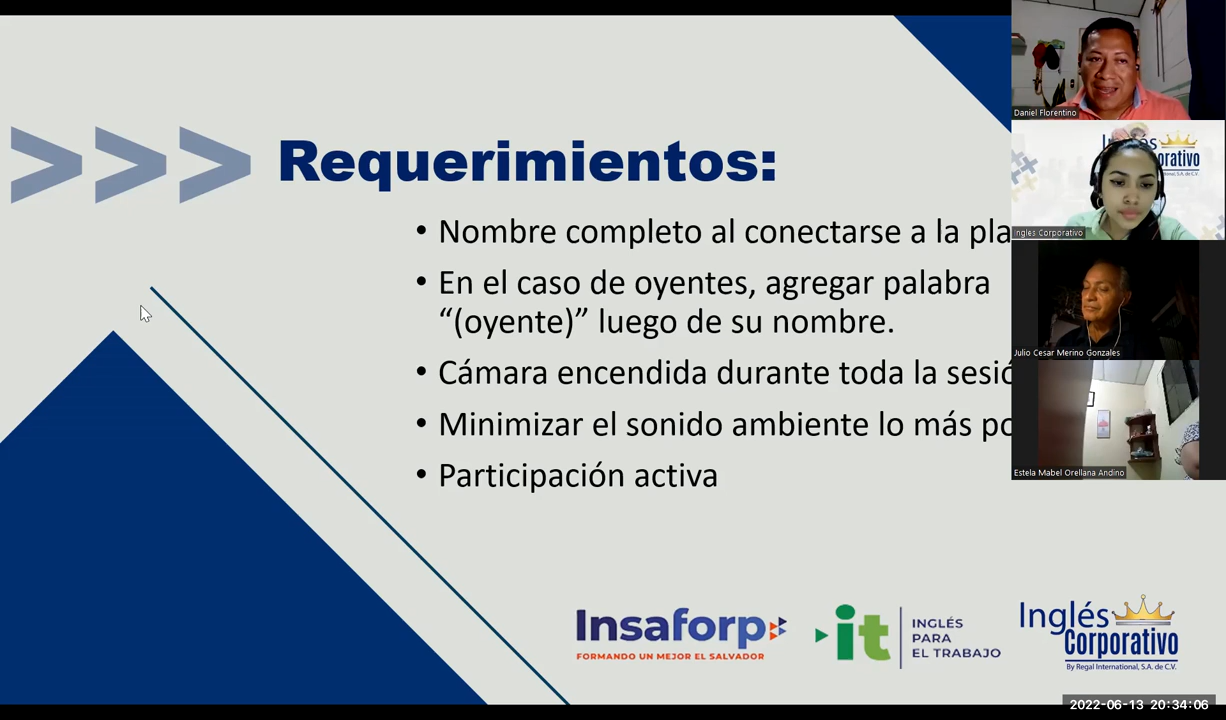 >>> Requerimientos:
• Nombre completo al conectarse a la pla
• En el caso de oyentes, agregar palabra
“(oyente)” luego de su nombre.
• Cámara encendida durante toda la sesió
• Minimizar el sonido ambiente lo más po
• Participación activa
Insaforp
FORMANDO UN MEJOR EL SALVADOR
it
INGLÉS
PARA
EL TRABAJO
Inglés
Corporativo
By Regal International, S.A. de C.V.
Daniel Florentino
Inglés
orativo
Ingles Corporativo
Julio Cesar Merino Gonzales
Estela Mabel Orellana Andino
2022-06-13 20:34:06